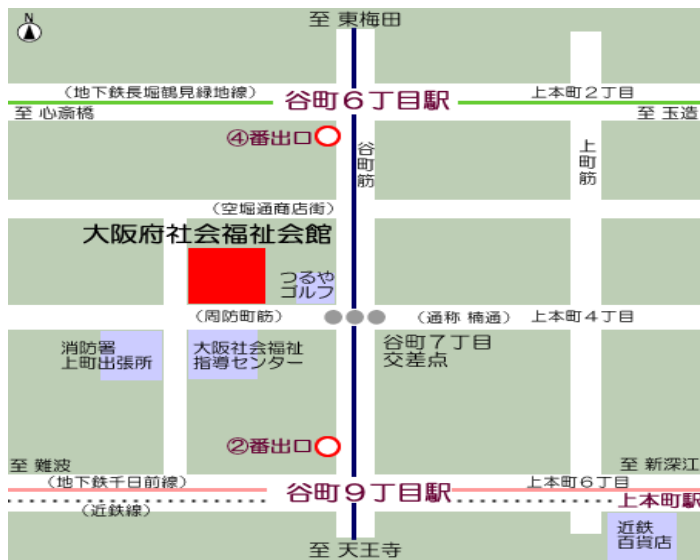 N
至 東梅田
(地下鉄長堀鶴見緑地線)
谷町6丁目駅
上本町2丁目
至 心斎橋
至 玉造
④番出口
谷町筋
上町筋
(空堀通商店街)
大阪府社会福祉会館
つるや
ゴルフ
(周防町筋)
(通称 楠通)
上本町4丁目
消防署
上町出張所
大阪社会福祉
指導センター
谷町7丁目
交差点
②番出口
至 難波
至 新深江
(地下鉄千日前線)
谷町9丁目駅
上本町6丁目
上本町駅
(近鉄線)
近鉄
百貨店
至 天王寺